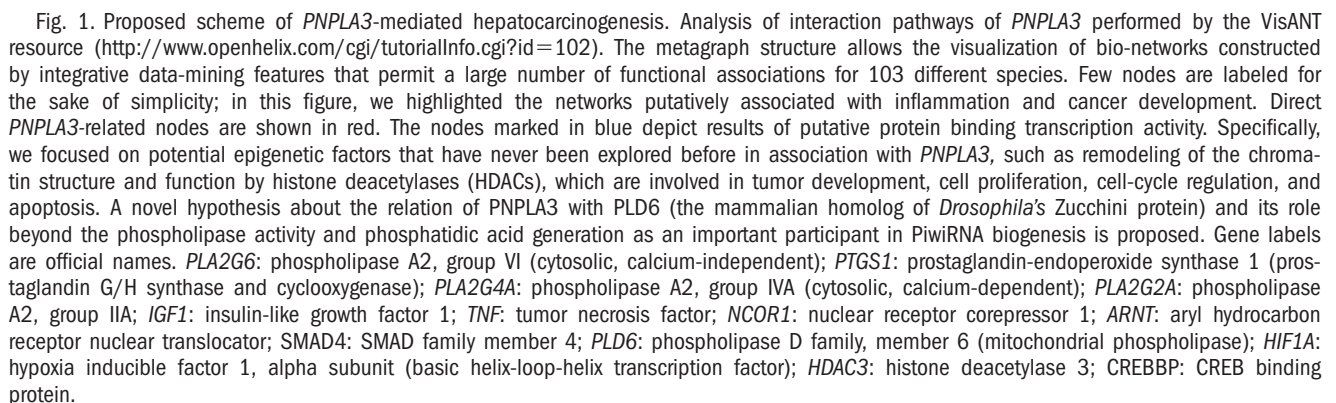 Fig. 1. Proposed scheme of PNPLA3-mediated hepatocarcinogenesis. Analysis of interaction pathways of PNPLA3 performed by the VisANT
resource (http://www.openhelix.com/cgi/tutorialInfo.cgi?id=102). The metagraph structure allows the visualization of bio-networks constructed
by integrative data-mining features that permit a large number of functional associations for 103 different species. Few nodes are labeled for
the sake of simplicity; in this figure, we highlighted the networks putatively associated with inflammation and cancer development. Direct
PNPLA3-related nodes are shown in red. The nodes marked in blue depict results of putative protein binding transcription activity. Specifically,
we focused on potential epigenetic factors that have never been explored before in association with PNPLA3, such as remodeling of the chroma-
tin structure and function by histone deacetylases (HDACs), which are involved in tumor development, cell proliferation, cell-cycle regulation, and
apoptosis. A novel hypothesis about the relation of PNPLA3 with PLD6 (the mammalian homolog of Drosophila's Zucchini protein) and its role
beyond the phospholipase activity and phosphatidic acid generation as an important participant in PiwiRNA biogenesis is proposed. Gene labels
are official names. PLA2G6: phospholipase A2, group VI (cytosolic, calcium-independent); PTGS1: prostaglandin-endoperoxide synthase 1 (pros-
taglandin G/H synthase and cyclooxygenase); PLA2G4A: phospholipase A2, group IVA (cytosolic, calcium-dependent); PLA2G2A: phospholipase
A2, group IIA; IGF1: insulin-like growth factor 1; TNF: tumor necrosis factor; NCOR1: nuclear receptor corepressor 1; ARNT: aryl hydrocarbon
receptor nuclear translocator; SMAD4: SMAD family member 4; PLD6: phospholipase D family, member 6 (mitochondrial phospholipase); HIF1A:
hypoxia inducible factor 1, alpha subunit (basic helix-loop-helix transcription factor); HDAC3: histone deacetylase 3; CREBBP: CREB binding
protein.